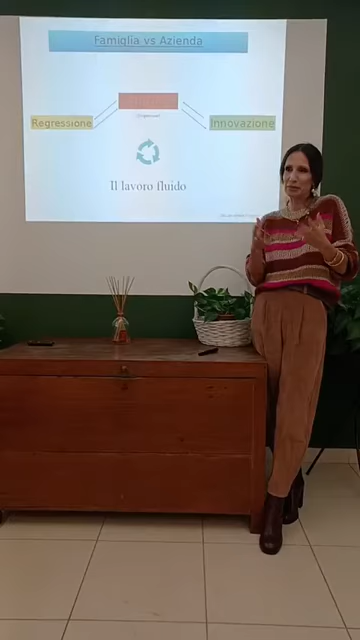 Famiglia vs Azienda
Regressione
Innovazione
Il lavoro fluido